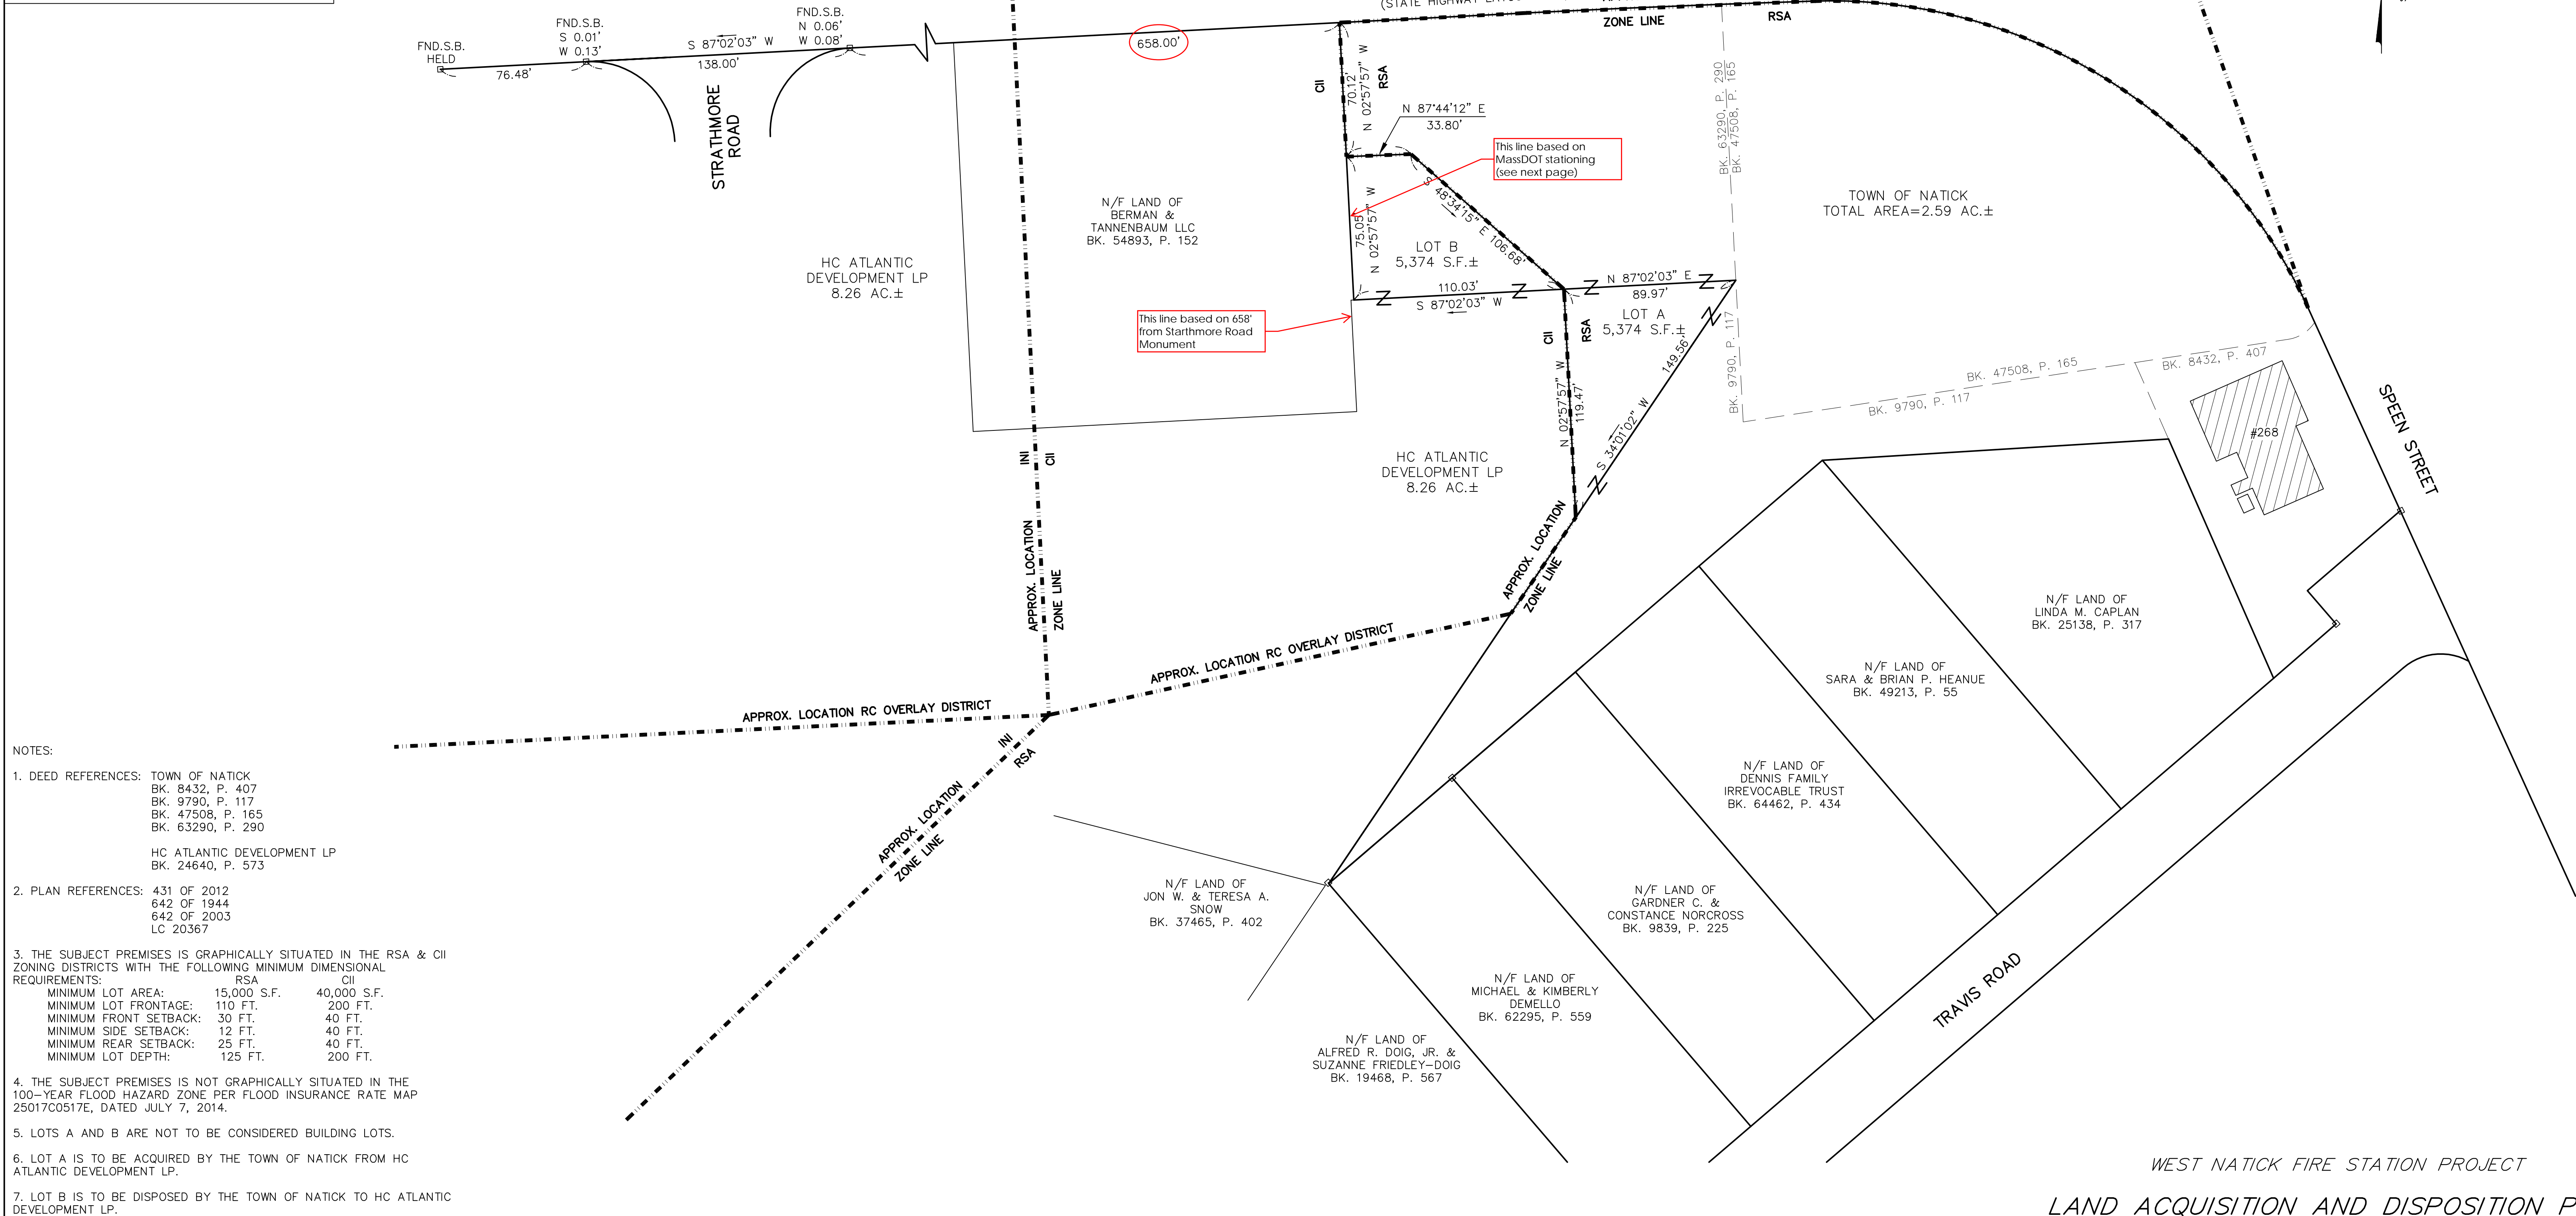 (STATE HIGHWAY
ZONE LINE
RSA
FND.S.B.
HELD
76.48'
FND.S.B.
S 0.01'
W 0.13'
S 87°02'03" W
138.00'
FND.S.B.
N 0.06'
W 0.08'
STRATHMORE
ROAD
658.00'
CII
70.12'
N 02°57'57" W
RSA
N 87°44'12" E
33.80'
This line based on
MassDOT stationing
(see next page)
BK. 63290, P. 290
BK. 47508, P. 165
TOWN OF NATICK
TOTAL AREA=2.59 AC.±
N/F LAND OF
BERMAN &
TANNENBAUM LLC
BK. 54893, P. 152
HC ATLANTIC
DEVELOPMENT LP
8.26 AC.±
75.05'
N 02°57'57" W
S 48°34'15" E 106.68'
LOT B
5,374 S.F.±
110.03'
S 87°02'03" W
N 87°02'03" E
89.97'
LOT A
5,374 S.F.±
This line based on 658'
from Starthmore Road
Monument
CII
RSA
N 02°57'57" W
119.47'
149.56'
S 34°01'02" W
BK. 9790, P. 117
BK. 47508, P. 165
BK. 9790, P. 117
BK. 8432, P. 407
#268
SPEEN STREET
INI
CII
HC ATLANTIC
DEVELOPMENT LP
8.26 AC.±
APPROX. LOCATION
ZONE LINE
APPROX. LOCATION
ZONE LINE
APPROX. LOCATION RC OVERLAY DISTRICT
APPROX. LOCATION RC OVERLAY DISTRICT
INI
RSA
APPROX. LOCATION
ZONE LINE
N/F LAND OF
LINDA M. CAPLAN
BK. 25138, P. 317
N/F LAND OF
SARA & BRIAN P. HEANUE
BK. 49213, P. 55
N/F LAND OF
DENNIS FAMILY
IRREVOCABLE TRUST
BK. 64462, P. 434
N/F LAND OF
GARDNER C. &
CONSTANCE NORCROSS
BK. 9839, P. 225
N/F LAND OF
MICHAEL & KIMBERLY
DEMELLO
BK. 62295, P. 559
N/F LAND OF
ALFRED R. DOIG, JR. &
SUZANNE FRIEDLEY-DOIG
BK. 19468, P. 567
N/F LAND OF
JON W. & TERESA A.
SNOW
BK. 37465, P. 402
TRAVIS ROAD
NOTES:
1. DEED REFERENCES: TOWN OF NATICK
BK. 8432, P. 407
BK. 9790, P. 117
BK. 47508, P. 165
BK. 63290, P. 290
HC ATLANTIC DEVELOPMENT LP
BK. 24640, P. 573
2. PLAN REFERENCES: 431 OF 2012
642 OF 1944
642 OF 2003
LC 20367
3. THE SUBJECT PREMISES IS GRAPHICALLY SITUATED IN THE RSA & CII
ZONING DISTRICTS WITH THE FOLLOWING MINIMUM DIMENSIONAL
REQUIREMENTS: RSA CII
MINIMUM LOT AREA: 15,000 S.F. 40,000 S.F.
MINIMUM LOT FRONTAGE: 110 FT. 200 FT.
MINIMUM FRONT SETBACK: 30 FT. 40 FT.
MINIMUM SIDE SETBACK: 12 FT. 40 FT.
MINIMUM REAR SETBACK: 25 FT. 40 FT.
MINIMUM LOT DEPTH: 125 FT. 200 FT.
4. THE SUBJECT PREMISES IS NOT GRAPHICALLY SITUATED IN THE
100-YEAR FLOOD HAZARD ZONE PER FLOOD INSURANCE RATE MAP
25017C0517E, DATED JULY 7, 2014.
5. LOTS A AND B ARE NOT TO BE CONSIDERED BUILDING LOTS.
6. LOT A IS TO BE ACQUIRED BY THE TOWN OF NATICK FROM HC
ATLANTIC DEVELOPMENT LP.
7. LOT B IS TO BE DISPOSED BY THE TOWN OF NATICK TO HC ATLANTIC
DEVELOPMENT LP.
WEST NATICK FIRE STATION PROJECT
LAND ACQUISITION AND DISPOSITION P